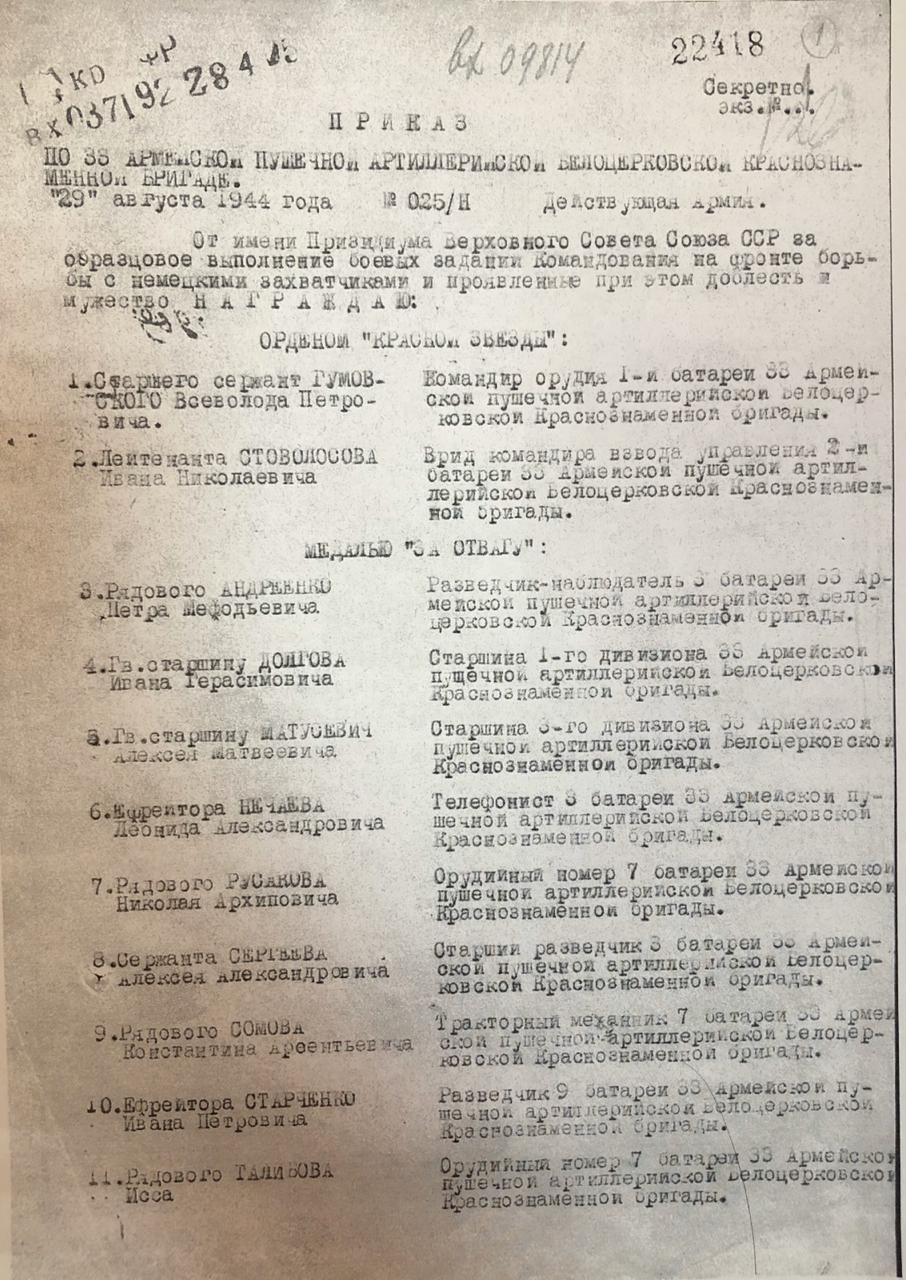 вх 09814
22418
1
ВХ 037192 28 4 45
Секретно.
экз.№
П Р И К А З
ПО 33 АРМЕЙСКОЙ ПУШЕЧНОЙ АРТИЛЛЕРИЙСКОЙ БЕЛОЦЕРКОВСКОЙ КРАСНОЗНА-
МЕННОЙ БРИГАДЕ.
"29" августа 1944 года № 025/Н Действующая Армия.
От имени Призидиума Верховного Совета Союза ССР за
образцовое выполнение боевых заданий Командования на фронте борь-
бы с немецкими захватчиками и проявленные при этом доблесть и
мужество Н А Г Р А Ж Д А Ю:
ОРДЕНОМ "КРАСНОЙ ЗВЕЗДЫ":
1.Старшего сержант ГУМОВ-
СКОГО Всеволода Петро-
вича.
Командир орудия 1-й батареи 33 Армей-
ской пушечной артиллерийской Белоцер-
ковской Краснознаменной бригады.
2.Лейтенанта СТОВОЛОСОВА
Ивана Николаевича
Врид командира взвода управления 2-й
батареи 33 Армейской пушечной артил-
лерийской Белоцерковской Краснознамен-
ной бригады.
МЕДАЛЬЮ "ЗА ОТВАГУ":
3.Рядового АНДРЕЕНКО
Петра Мефодьевича
Разведчик-наблюдатель 3 батареи 33 Ар-
мейской пушечной артиллерийской Бело-
церковской Краснознаменной бригады.
4.Гв.старшину ДОЛГОВА
Ивана Герасимовича
Старшина 1-го дивизиона 33 Армейской
пушечной артиллерийской Белоцерковской
Краснознаменной бригады.
5.Гв.старшину МАТУСЕВИЧ
Алексея Матвеевича
Старшина 3-го дивизиона 33 Армейской
пушечной артиллерийской Белоцерковской
Краснознаменной бригады.
6.Ефрейтора НЕЧАЕВА
Леонида Александровича
Телефонист 3 батареи 33 Армейской пу-
шечной артиллерийской Белоцерковской
Краснознаменной бригады.
7.Рядового РУСАКОВА
Николая Архиповича
Орудийный номер 7 батареи 33 Армейской
пушечной артиллерийской Белоцерковской
Краснознаменной бригады.
8.Сержанта СЕРГЕЕВА
Алексея Александровича
Старший разведчик 3 батареи 33 Армей-
ской пушечной артиллерийской Белоцер-
ковской Краснознаменной бригады.
9.Рядового СОМОВА
Константина Арсентьевича
Тракторный механник 7 батареи 33 Армей
ской пушечной артиллерийской Белоцер-
ковской Краснознаменной бригады.
10.Ефрейтора СТАРЧЕНКО
Ивана Петровича
Разведчик 9 батареи 33 Армейской пу-
шечной артиллерийской Белоцерковской
Краснознаменной бригады.
11.Рядового ТАЛИБОВА
Исса
Орудийный номер 7 батареи 33 Армейской
пушечной артиллерийской Белоцерковской
Краснознаменной бригады.